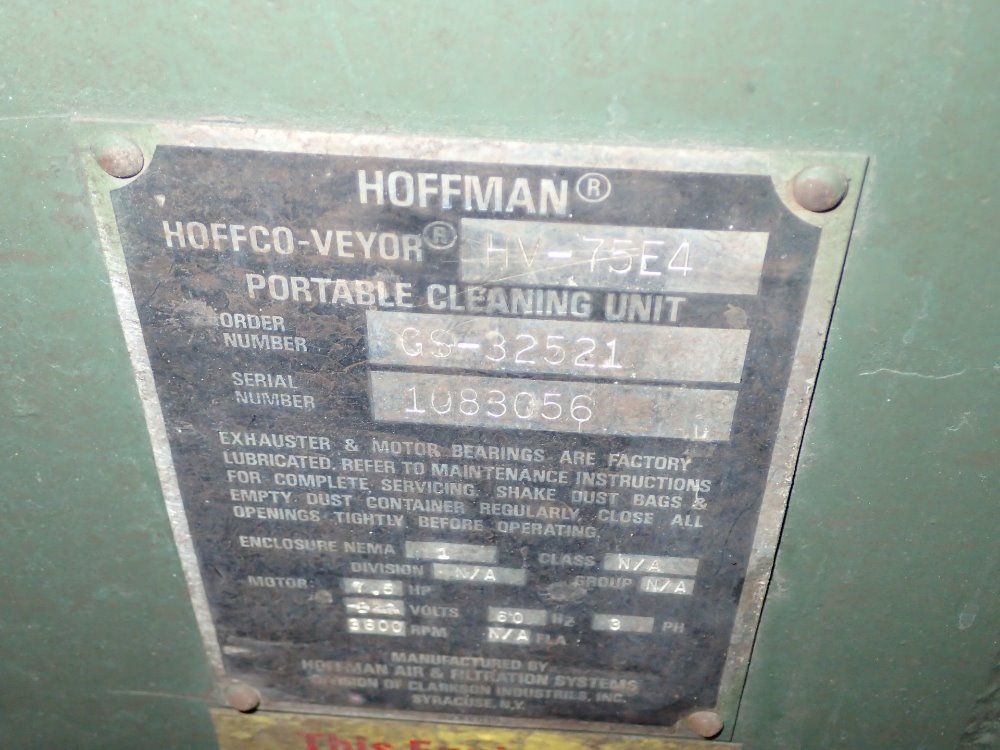 HOFFMAN®
HOFFCO-VEYOR® HV-75E4
PORTABLE CLEANING UNIT
ORDER NUMBER GS-32521
SERIAL NUMBER 1083056 U
EXHAUSTER & MOTOR BEARINGS ARE FACTORY
LUBRICATED. REFER TO MAINTENANCE INSTRUCTIONS
FOR COMPLETE SERVICING. SHAKE DUST BAGS &
EMPTY DUST CONTAINER REGULARLY. CLOSE ALL
OPENINGS TIGHTLY BEFORE OPERATING.
ENCLOSURE NEMA 1 CLASS N/A
DIVISION N/A GROUP N/A
MOTOR: 7.5 HP
VOLTS 60 HZ 3 PH
3600 RPM N/A FLA
MANUFACTURED BY
HOFFMAN AIR & FILTRATION SYSTEMS
DIVISION OF CLARKSON INDUSTRIES, INC.
SYRACUSE, N.Y.
This